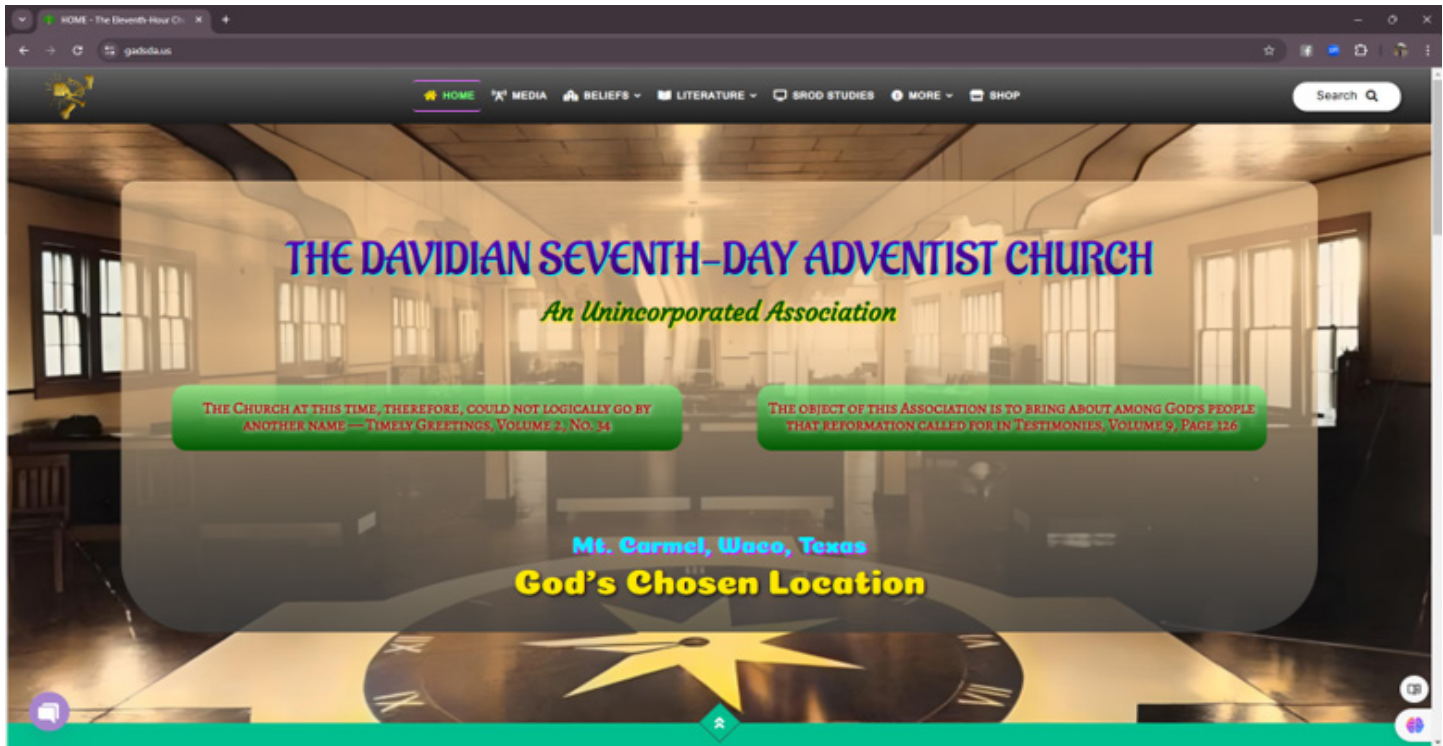 HOME - The Eleventh-Hour Ch
gadsda.us
HOME MEDIA BELIEFS LITERATURE SROD STUDIES MORE SHOP
Search
THE DAVIDIAN SEVENTH-DAY ADVENTIST CHURCH
An Unincorporated Association
The Church at this time, therefore, could not logically go by
another name — Timely Greetings, Volume 2, No. 34
The object of this Association is to bring about among God's people
that reformation called for in Testimonies, Volume 9, Page 126
Mt. Carmel, Waco, Texas
God's Chosen Location
IX
IV